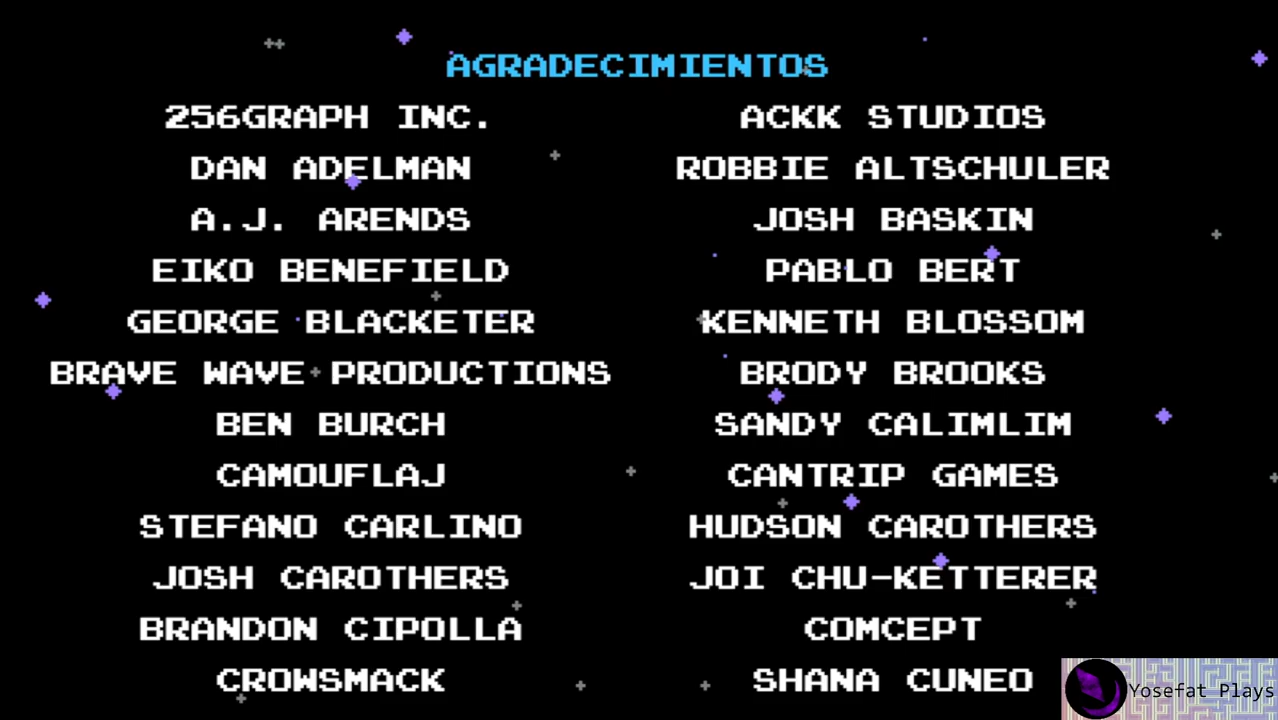 AGRADECIMIENTOS
256GRAPH INC. ACKK STUDIOS
DAN ADELMAN ROBBIE ALTSCHULER
A.J. ARENDS JOSH BASKIN
EIKO BENEFIELD PABLO BERT
GEORGE BLACKETER KENNETH BLOSSOM
BRAVE WAVE PRODUCTIONS BRODY BROOKS
BEN BURCH SANDY CALIMLIM
CAMOUFLAJ CANTRIP GAMES
STEFANO CARLINO HUDSON CAROTHERS
JOSH CAROTHERS JOI CHU-KETTERER
BRANDON CIPOLLA COMCEPT
CROWSMACK SHANA CUNEO
Yosefat Plays